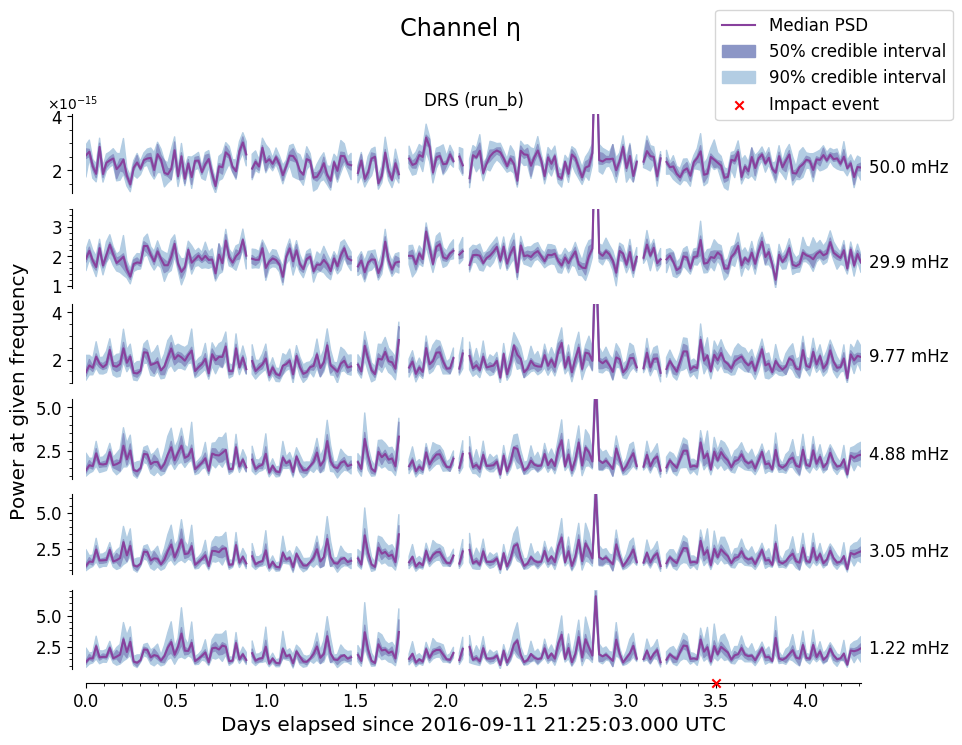 Channel η
Median PSD
50% credible interval
90% credible interval
Impact event
×10⁻¹⁵
DRS (run_b)
4
2
50.0 mHz
3
2
1
29.9 mHz
4
2
9.77 mHz
5.0
2.5
4.88 mHz
5.0
2.5
3.05 mHz
5.0
2.5
1.22 mHz
Power at given frequency
0.0 0.5 1.0 1.5 2.0 2.5 3.0 3.5 4.0
Days elapsed since 2016-09-11 21:25:03.000 UTC